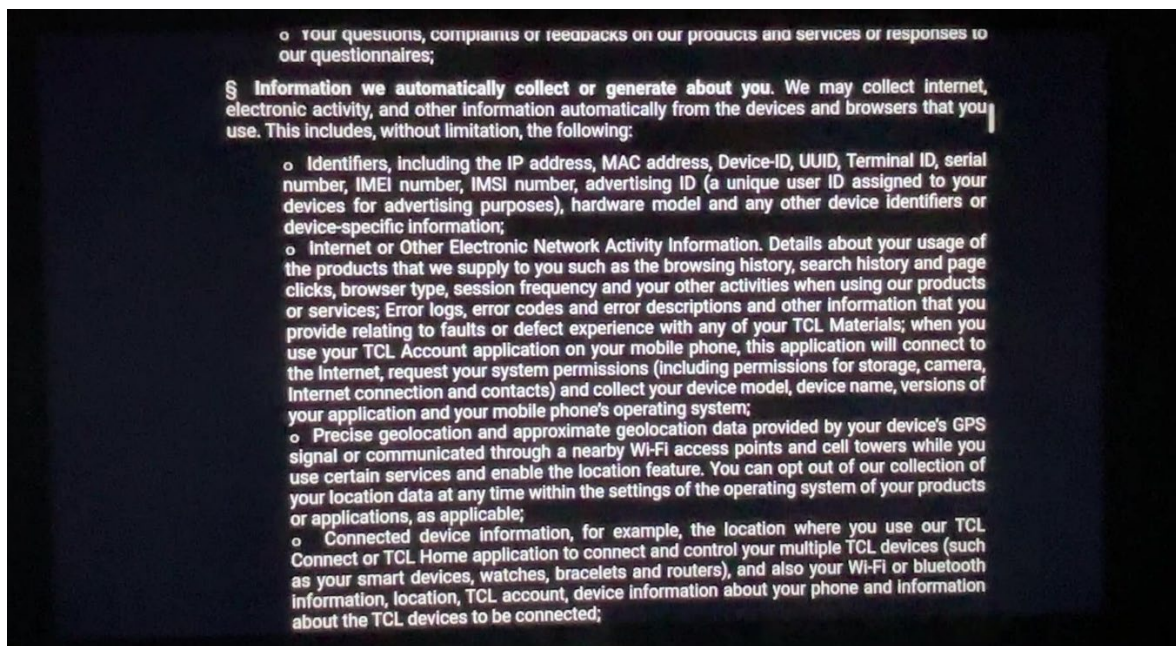 o Your questions, complaints or feedbacks on our products and services or responses to
our questionnaires;
§ Information we automatically collect or generate about you. We may collect internet,
electronic activity, and other information automatically from the devices and browsers that you
use. This includes, without limitation, the following:
o Identifiers, including the IP address, MAC address, Device-ID, UUID, Terminal ID, serial
number, IMEI number, IMSI number, advertising ID (a unique user ID assigned to your
devices for advertising purposes), hardware model and any other device identifiers or
device-specific information;
o Internet or Other Electronic Network Activity Information. Details about your usage of
the products that we supply to you such as the browsing history, search history and page
clicks, browser type, session frequency and your other activities when using our products
or services; Error logs, error codes and error descriptions and other information that you
provide relating to faults or defect experience with any of your TCL Materials; when you
use your TCL Account application on your mobile phone, this application will connect to
the Internet, request your system permissions (including permissions for storage, camera,
Internet connection and contacts) and collect your device model, device name, versions of
your application and your mobile phone's operating system;
o Precise geolocation and approximate geolocation data provided by your device's GPS
signal or communicated through a nearby Wi-Fi access points and cell towers while you
use certain services and enable the location feature. You can opt out of our collection of
your location data at any time within the settings of the operating system of your products
or applications, as applicable;
o Connected device information, for example, the location where you use our TCL
Connect or TCL Home application to connect and control your multiple TCL devices (such
as your smart devices, watches, bracelets and routers), and also your Wi-Fi or bluetooth
information, location, TCL account, device information about your phone and information
about the TCL devices to be connected;